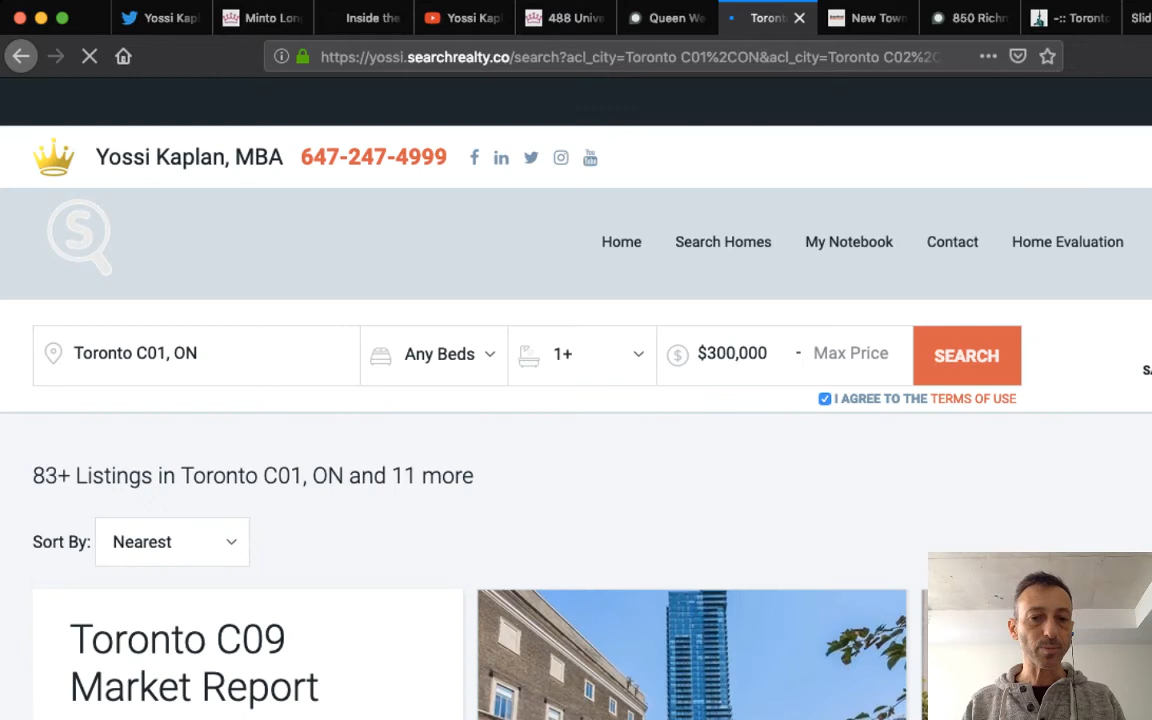 Yossi Kapl
Minto Lon
Inside the
Yossi Kap
488 Unive
Queen We
Toront
New Town
850 Richm
-:: Toronto
Slid
https://yossi.searchrealty.co/search?acl_city=Toronto C01%2CON&acl_city=Toronto C02%2C
Yossi Kaplan, MBA 647-247-4999
S
Home
Search Homes
My Notebook
Contact
Home Evaluation
Toronto C01, ON
Any Beds
1+
$300,000 - Max Price
SEARCH
I AGREE TO THE TERMS OF USE
83+ Listings in Toronto C01, ON and 11 more
Sort By: Nearest
Toronto C09
Market Report